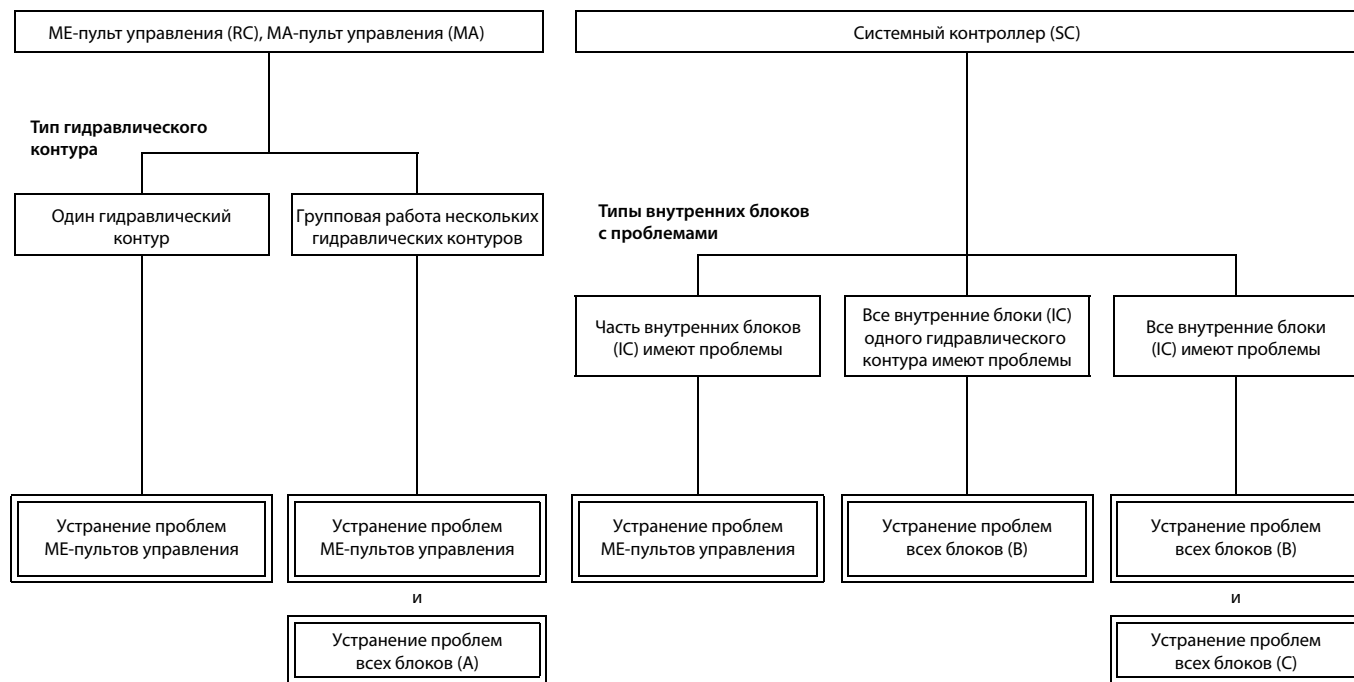 МЕ-пульт управления (RC), МА-пульт управления (МА)
Системный контроллер (SC)
Тип гидравлического
контура
Один гидравлический
контур
Групповая работа нескольких
гидравлических контуров
Типы внутренних блоков
с проблемами
Часть внутренних блоков
(IC) имеют проблемы
Все внутренние блоки (IC)
одного гидравлического
контура имеют проблемы
Все внутренние блоки
(IC) имеют проблемы
Устранение проблем
МЕ-пультов управления
Устранение проблем
МЕ-пультов управления
и
Устранение проблем
всех блоков (А)
Устранение проблем
МЕ-пультов управления
Устранение проблем
всех блоков (В)
Устранение проблем
всех блоков (В)
и
Устранение проблем
всех блоков (С)